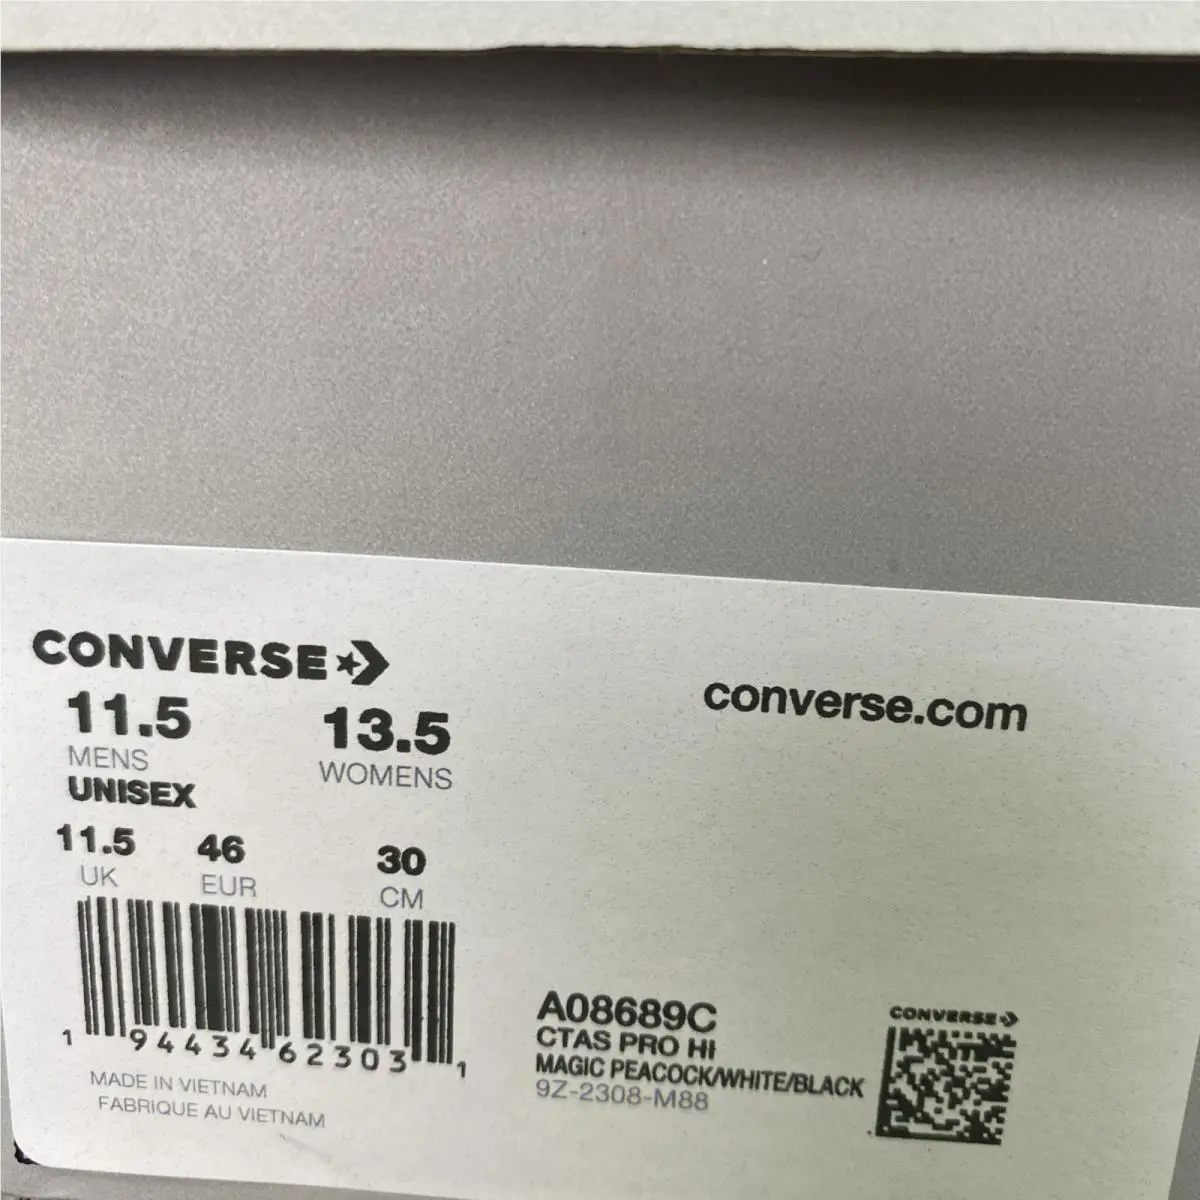 CONVERSE
11.5 13.5
MENS WOMENS
UNISEX
11.5 46 30
UK EUR CM
1 94434 62303 1
MADE IN VIETNAM
FABRIQUE AU VIETNAM
converse.com
A08689C
CTAS PRO HI
MAGIC PEACOCK/WHITE/BLACK
9Z-2308-M88
CONVERSE